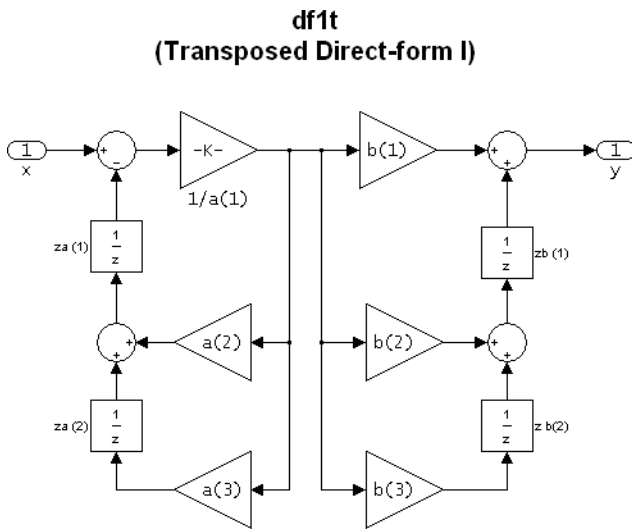 df1t
(Transposed Direct-form I)
1
x
+
−
-K-
1/a(1)
b(1)
+
+
1
y
za (1)
1
z
1
z
zb (1)
+
+
a(2)
b(2)
+
+
za (2)
1
z
1
z
z b(2)
a(3)
b(3)